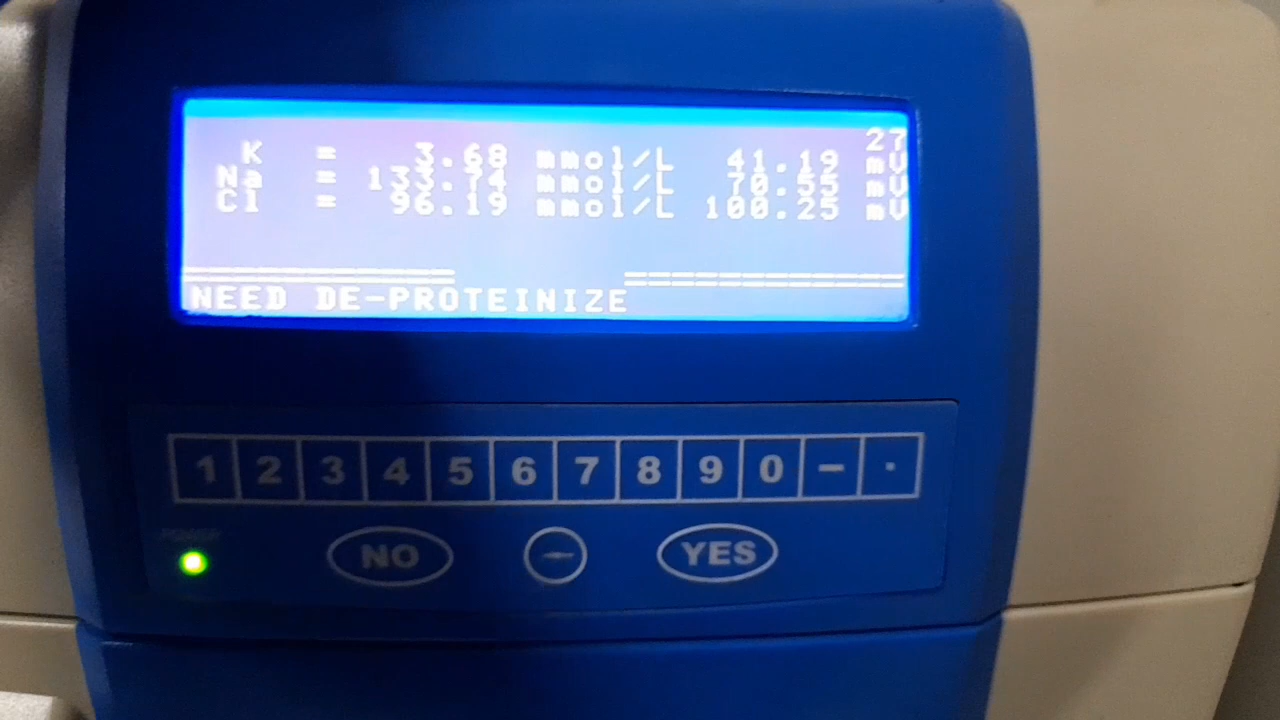 27
K = 3.68 mmol/L 41.19 mV
Na = 133.74 mmol/L 70.55 mV
Cl = 96.19 mmol/L 100.25 mV
NEED DE-PROTEINIZE
1 2 3 4 5 6 7 8 9 0 - .
POWER
NO YES